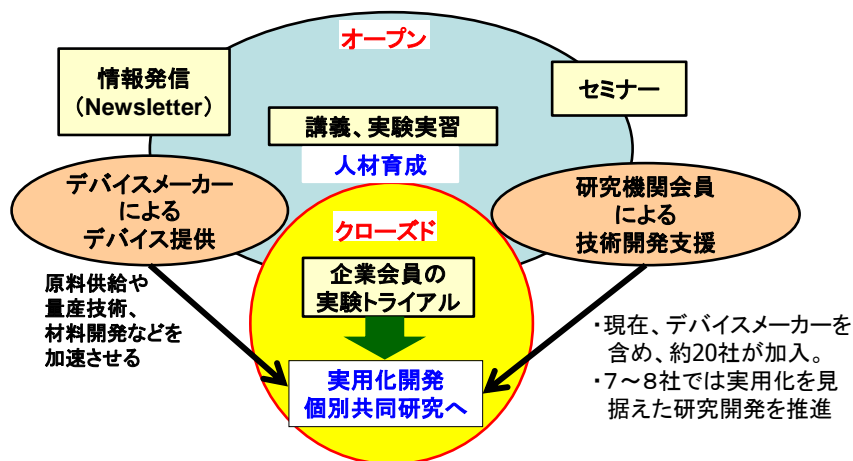 オープン
情報発信
(Newsletter)
セミナー
講義、実験実習
人材育成
デバイスメーカー
による
デバイス提供
研究機関会員
による
技術開発支援
クローズド
企業会員の
実験トライアル
原料供給や
量産技術、
材料開発などを
加速させる
実用化開発
個別共同研究へ
・現在、デバイスメーカーを
含め、約20社が加入。
・7～8社では実用化を見
据えた研究開発を推進